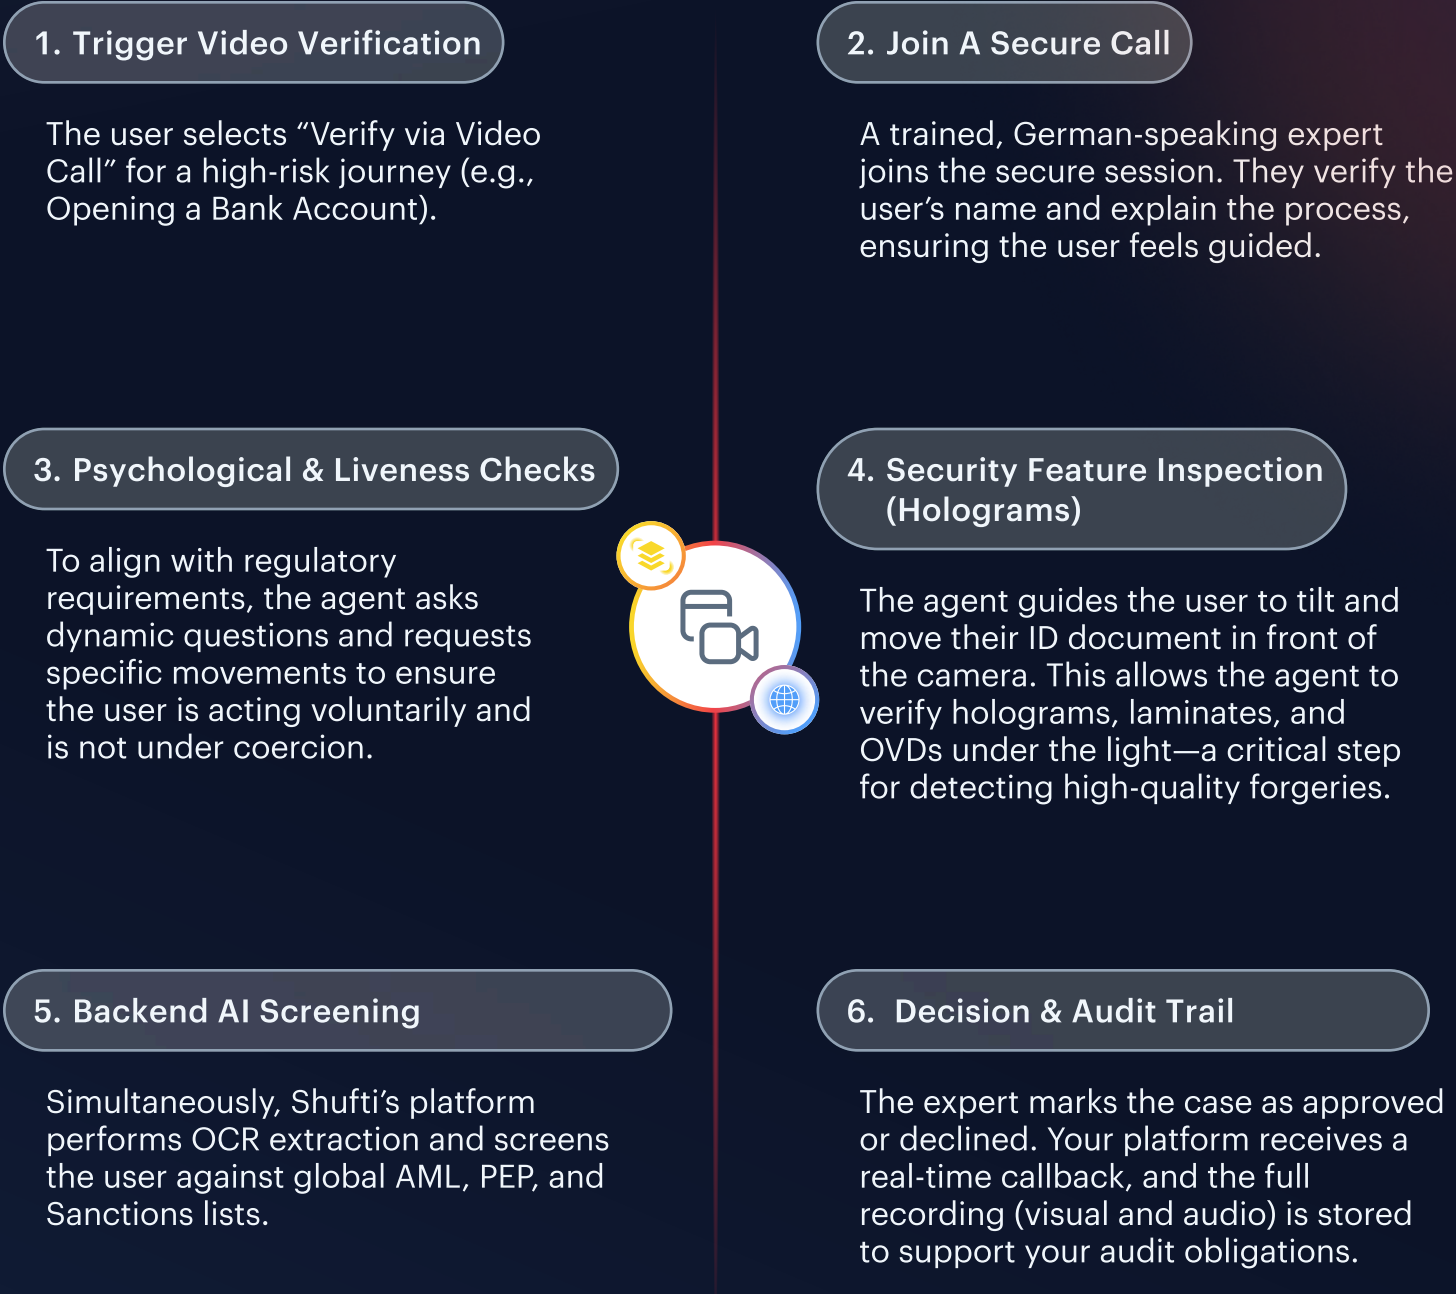 1. Trigger Video Verification
The user selects “Verify via Video
Call” for a high-risk journey (e.g.,
Opening a Bank Account).
2. Join A Secure Call
A trained, German-speaking expert
joins the secure session. They verify the
user’s name and explain the process,
ensuring the user feels guided.
3. Psychological & Liveness Checks
To align with regulatory
requirements, the agent asks
dynamic questions and requests
specific movements to ensure
the user is acting voluntarily and
is not under coercion.
4. Security Feature Inspection
(Holograms)
The agent guides the user to tilt and
move their ID document in front of
the camera. This allows the agent to
verify holograms, laminates, and
OVDs under the light—a critical step
for detecting high-quality forgeries.
5. Backend AI Screening
Simultaneously, Shufti’s platform
performs OCR extraction and screens
the user against global AML, PEP, and
Sanctions lists.
6. Decision & Audit Trail
The expert marks the case as approved
or declined. Your platform receives a
real-time callback, and the full
recording (visual and audio) is stored
to support your audit obligations.